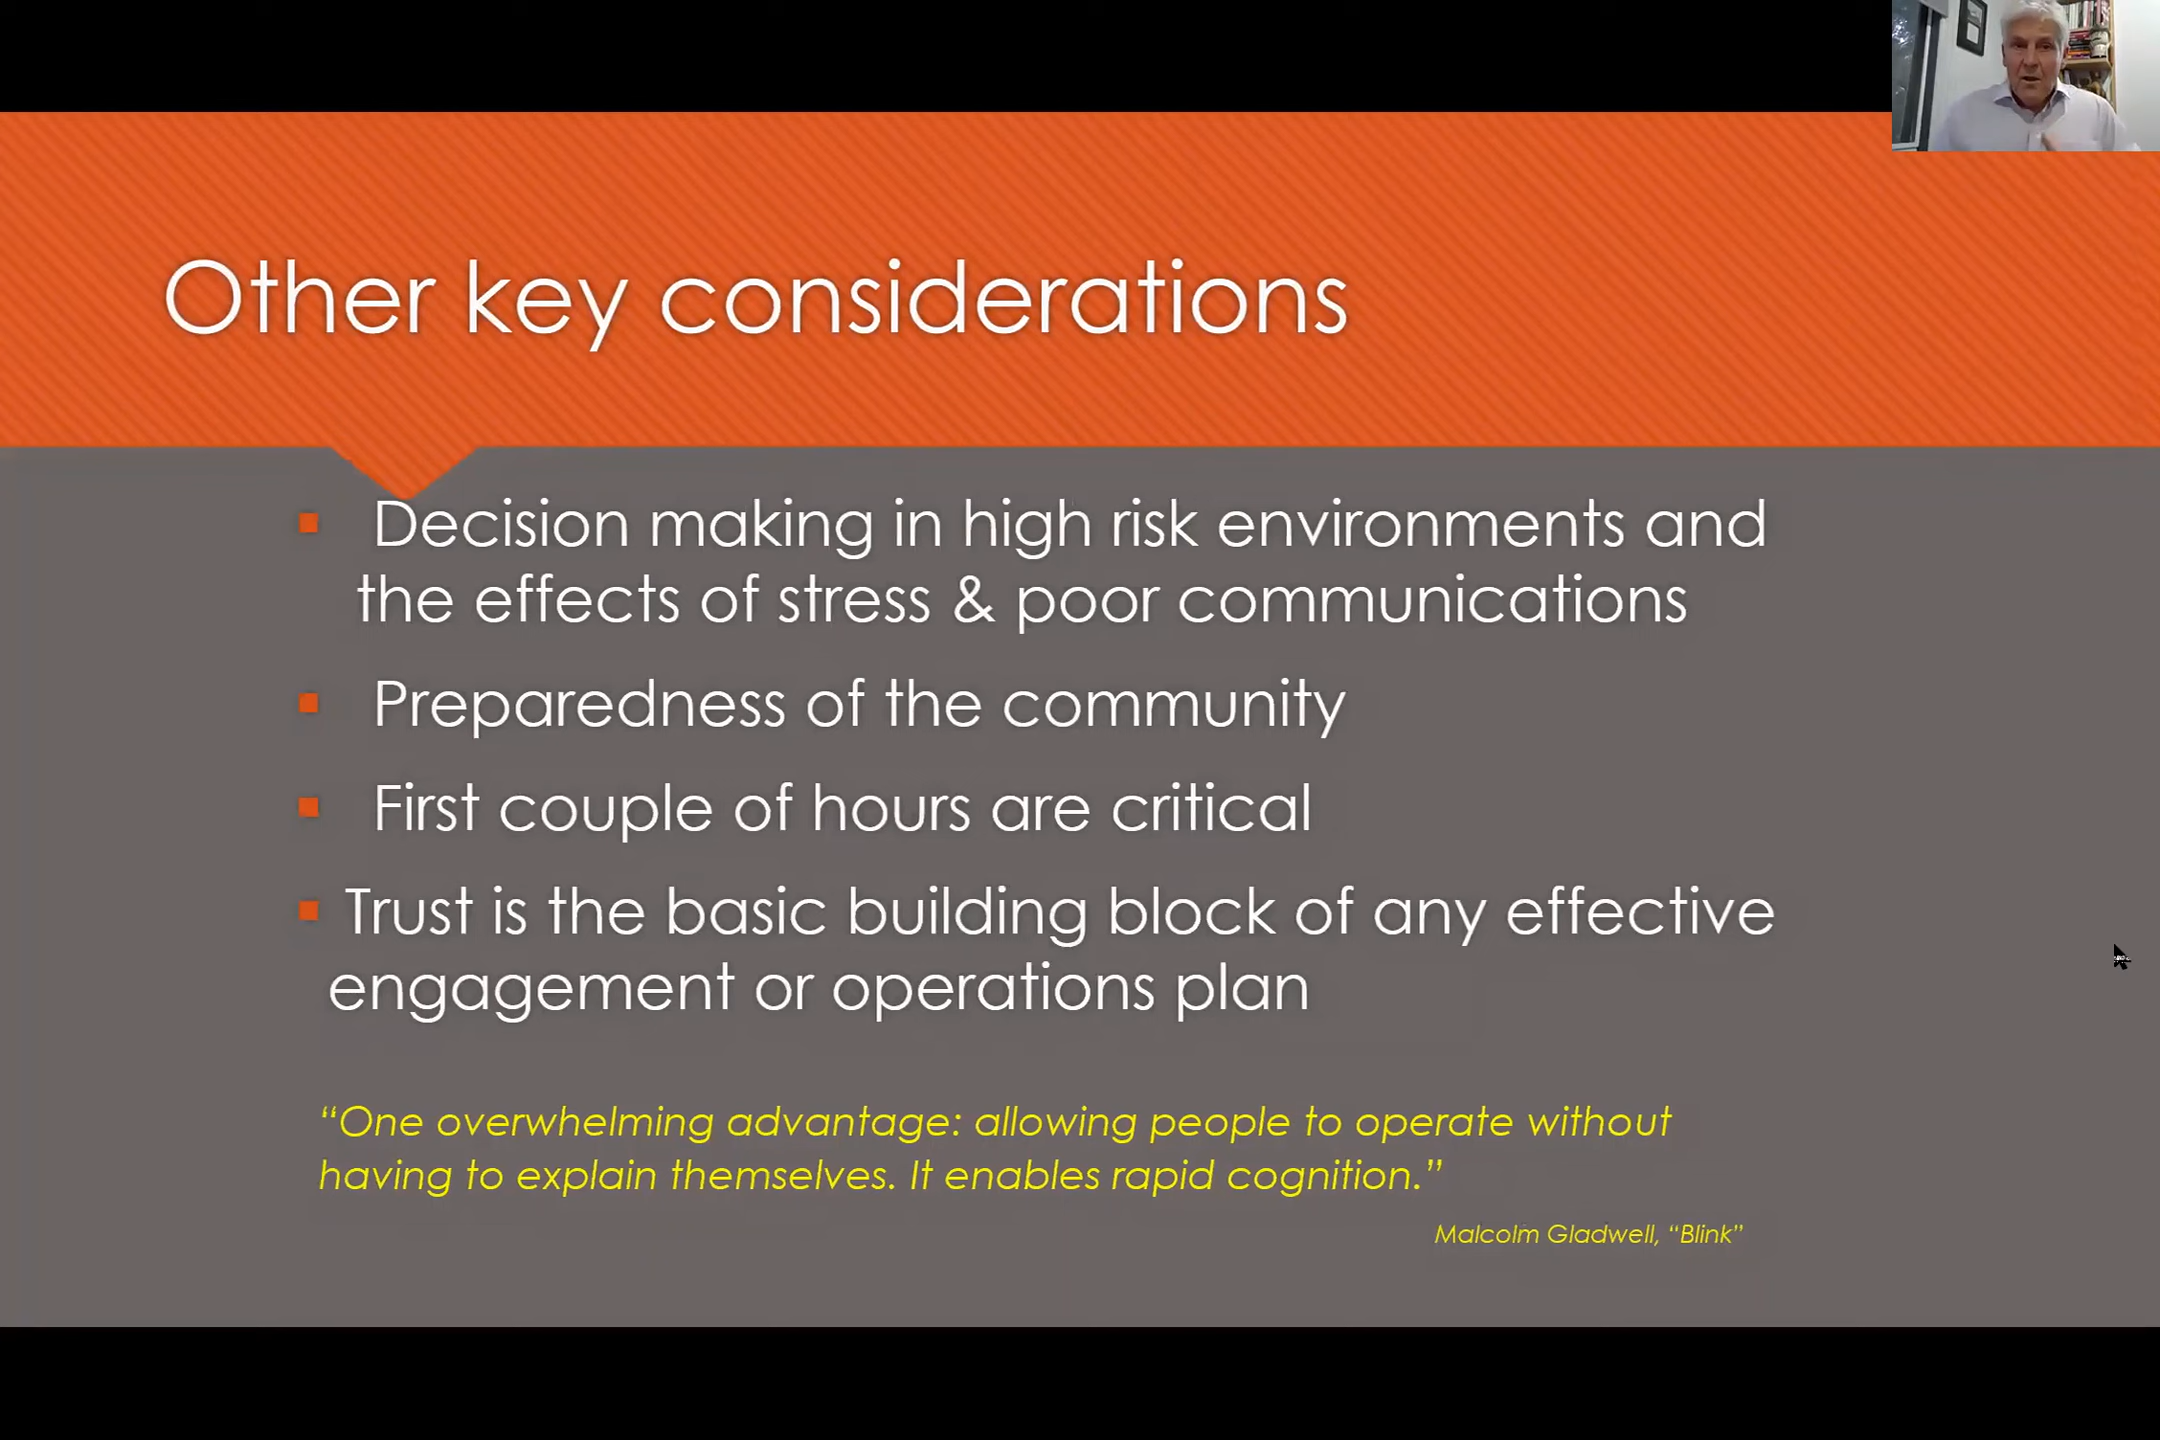 Other key considerations
Decision making in high risk environments and
the effects of stress & poor communications
Preparedness of the community
First couple of hours are critical
Trust is the basic building block of any effective
engagement or operations plan
“One overwhelming advantage: allowing people to operate without
having to explain themselves. It enables rapid cognition.”
Malcolm Gladwell, “Blink”